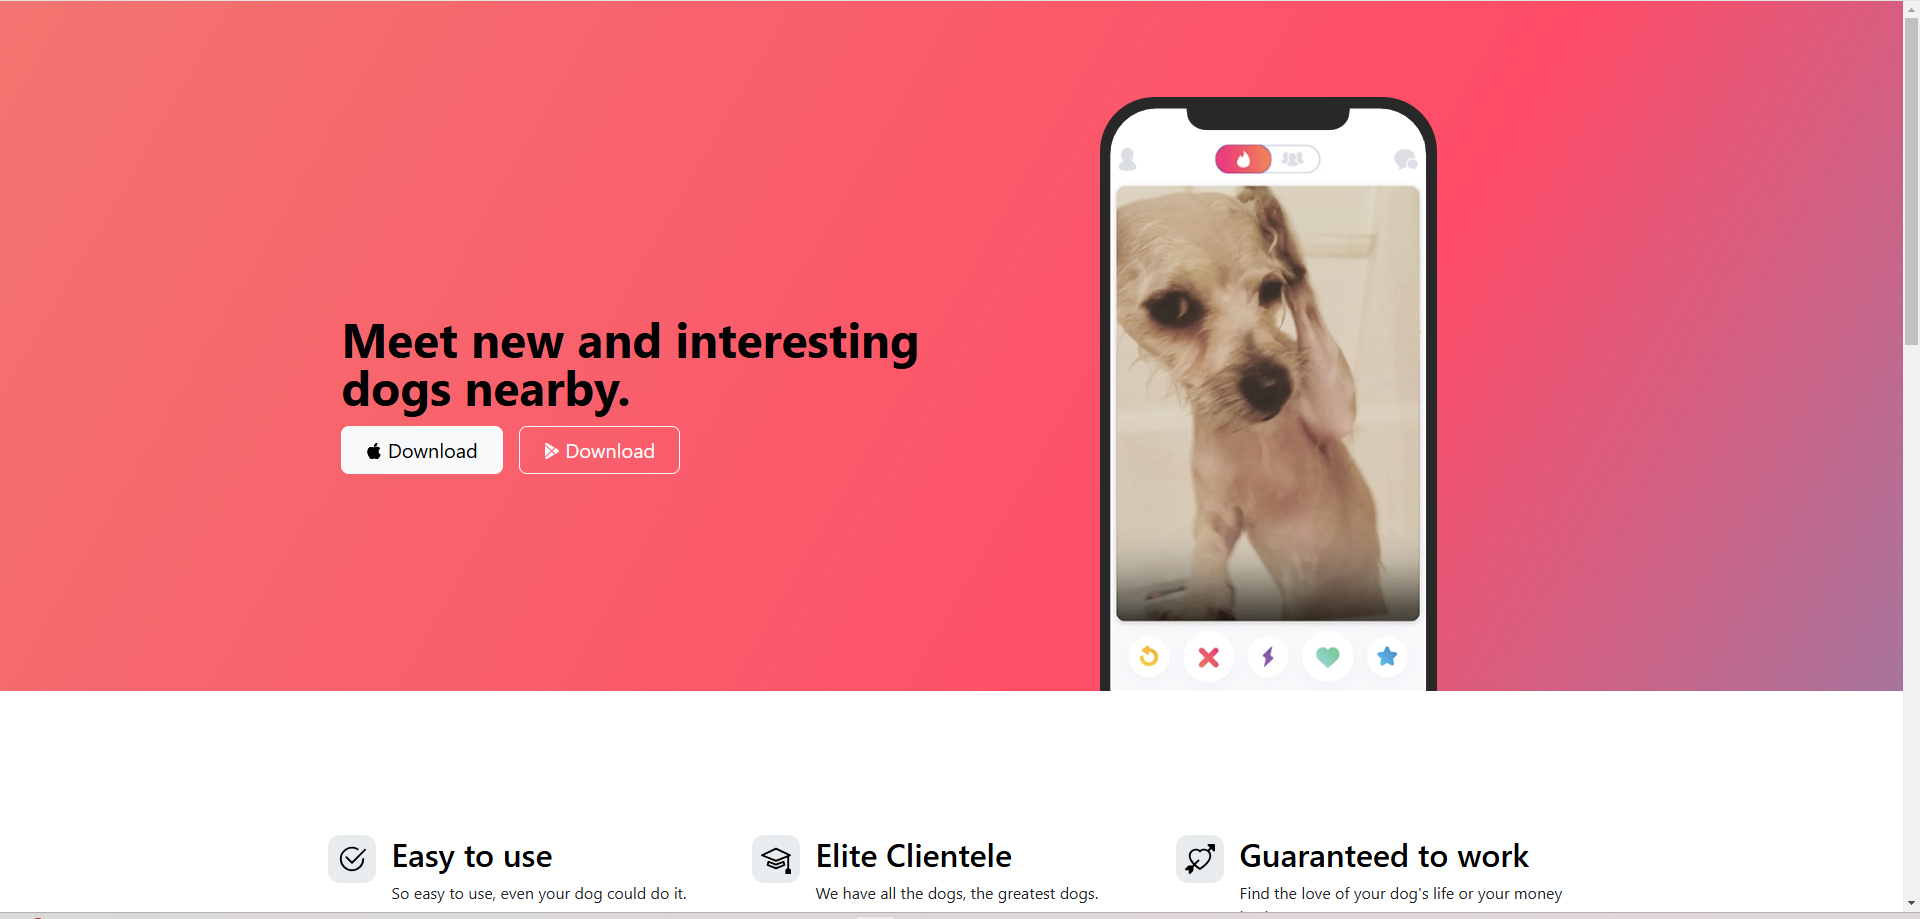 Meet new and interesting
dogs nearby.
Download
Download
Easy to use
So easy to use, even your dog could do it.
Elite Clientele
We have all the dogs, the greatest dogs.
Guaranteed to work
Find the love of your dog's life or your money